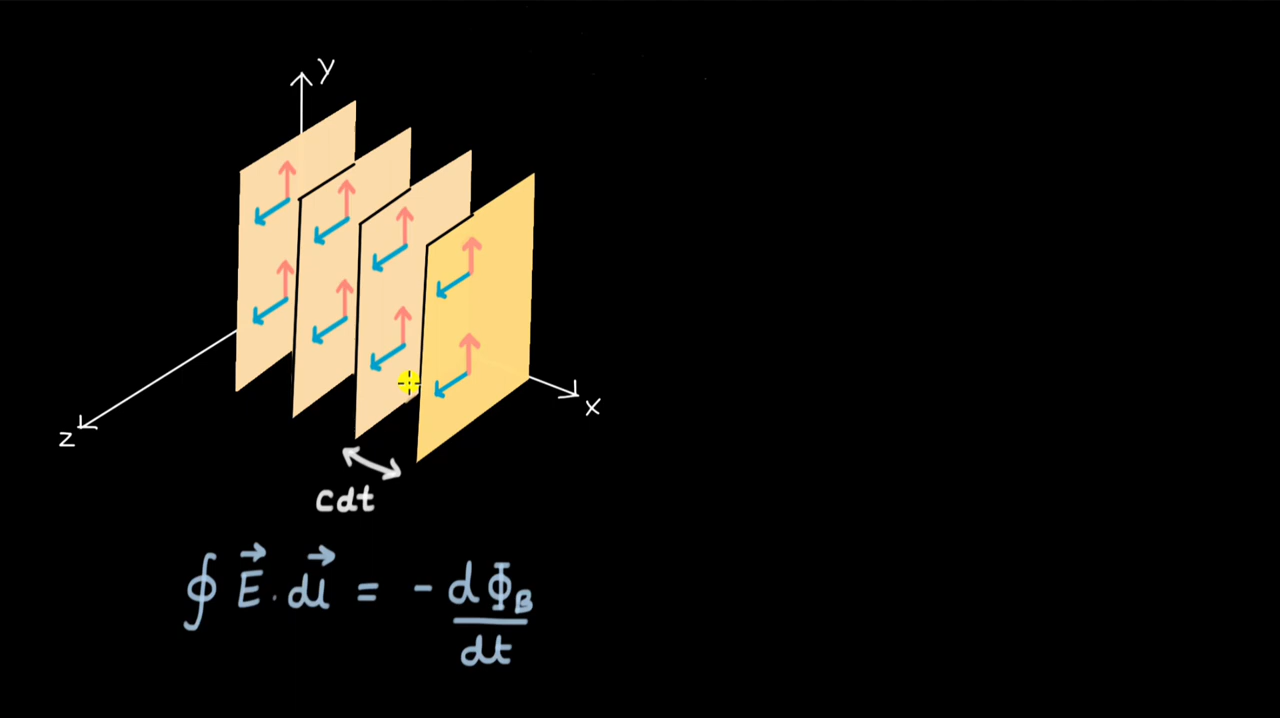 y
x
z
cdt
∮ E⃗ . dl⃗ = - dΦ_B
dt